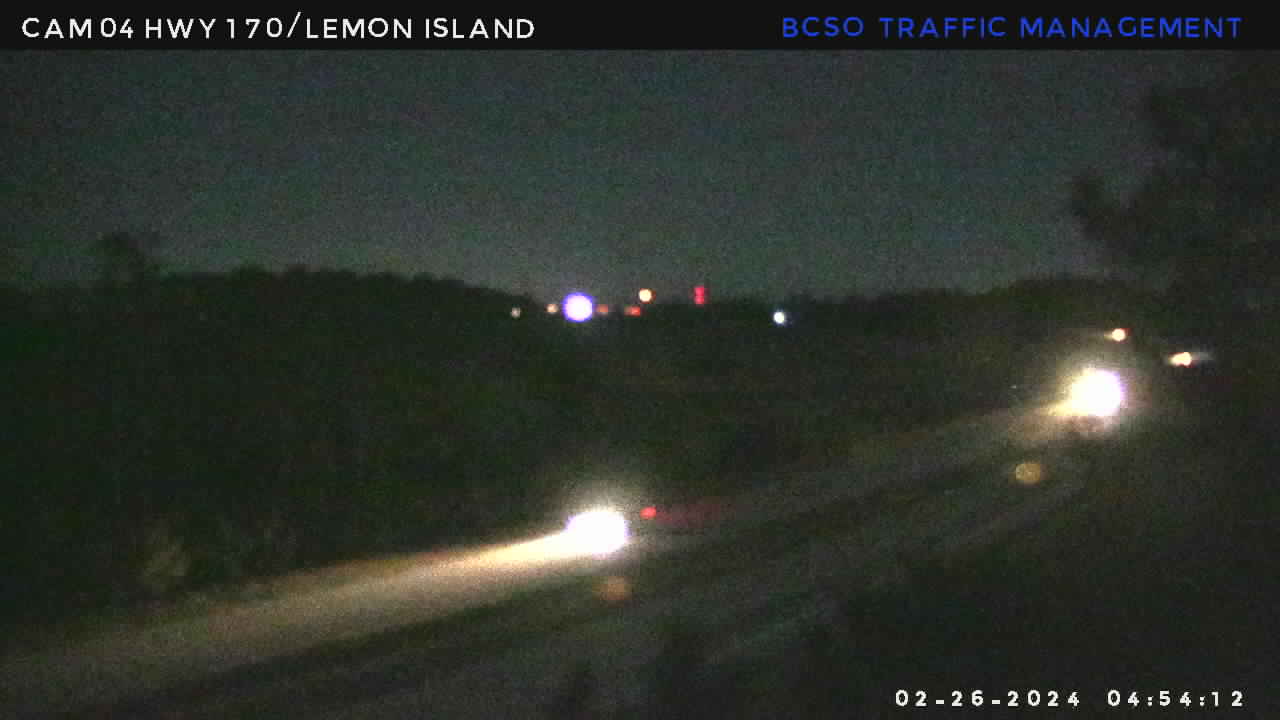 CAM04 HWY 170/LEMON ISLAND
BCSO TRAFFIC MANAGEMENT
02-26-2024 04:54:12